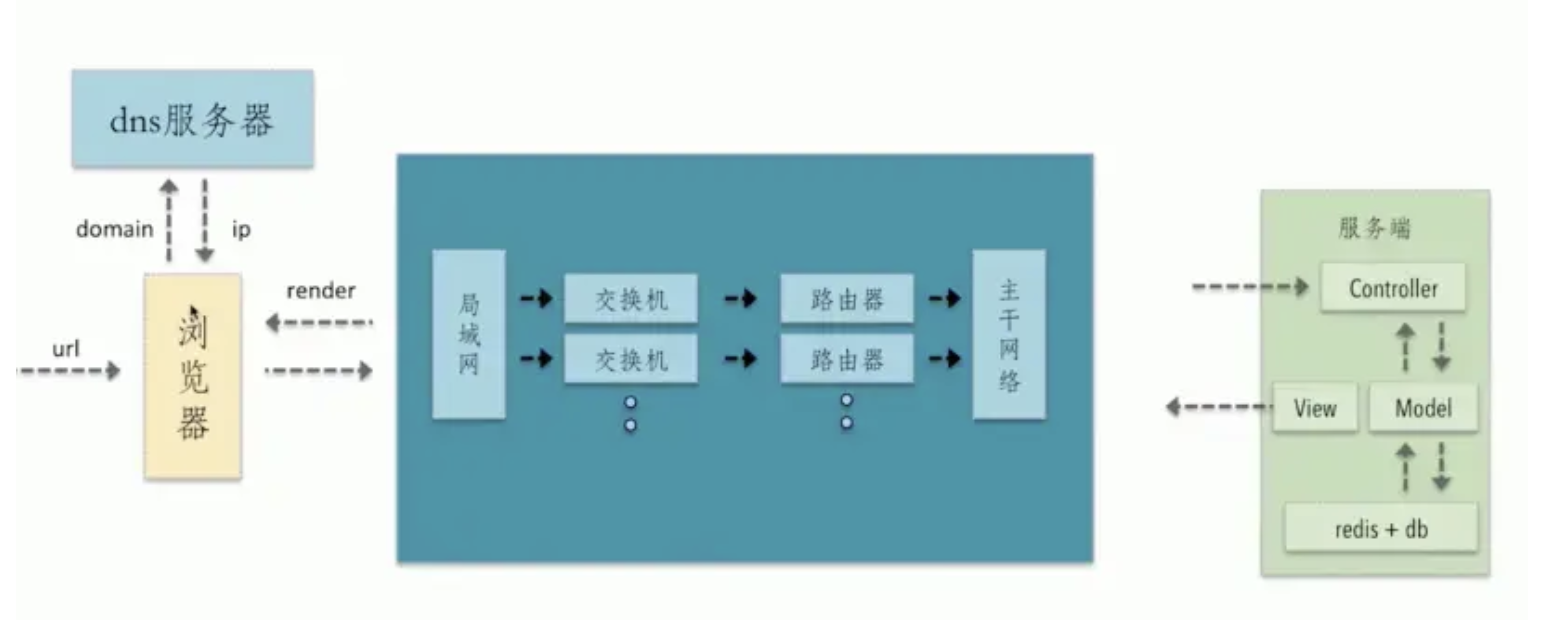 dns服务器
domain
ip
url
浏览器
render
局域网
交换机
路由器
交换机
路由器
主干网络
服务端
Controller
View
Model
redis + db